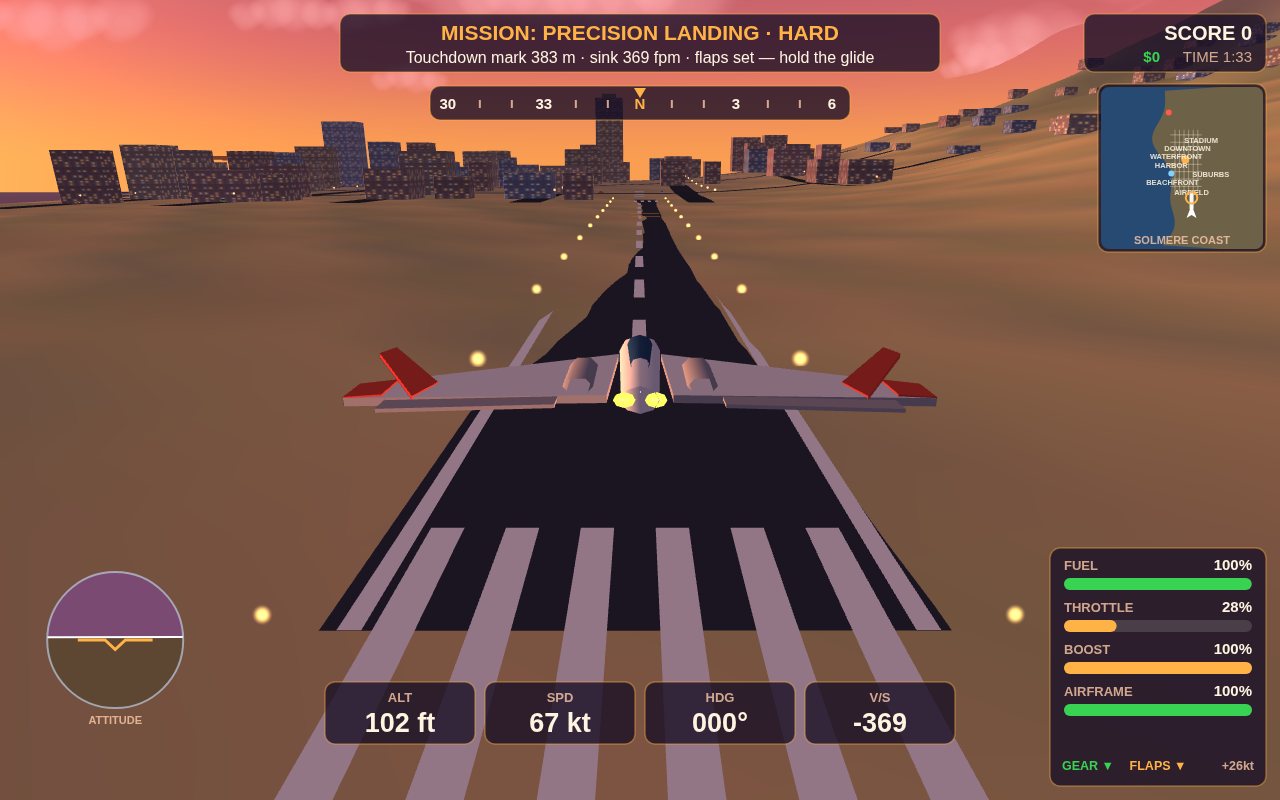 MISSION: PRECISION LANDING · HARD
Touchdown mark 383 m · sink 369 fpm · flaps set — hold the glide
SCORE 0
$0 TIME 1:33
30 33 N 3 6
STADIUM
DOWNTOWN
WATERFRONT
HARBOR
SUBURBS
BEACHFRONT
AIRFIELD
SOLMERE COAST
FUEL 100%
THROTTLE 28%
BOOST 100%
AIRFRAME 100%
GEAR ▼ FLAPS ▼ +26kt
ATTITUDE
ALT
102 ft
SPD
67 kt
HDG
000°
V/S
-369